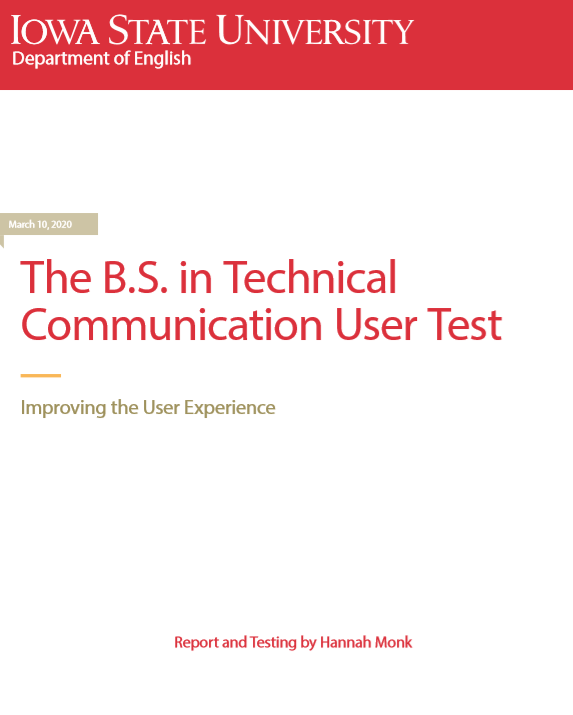 IOWA STATE UNIVERSITY
Department of English
March 10, 2020
The B.S. in Technical
Communication User Test
Improving the User Experience
Report and Testing by Hannah Monk